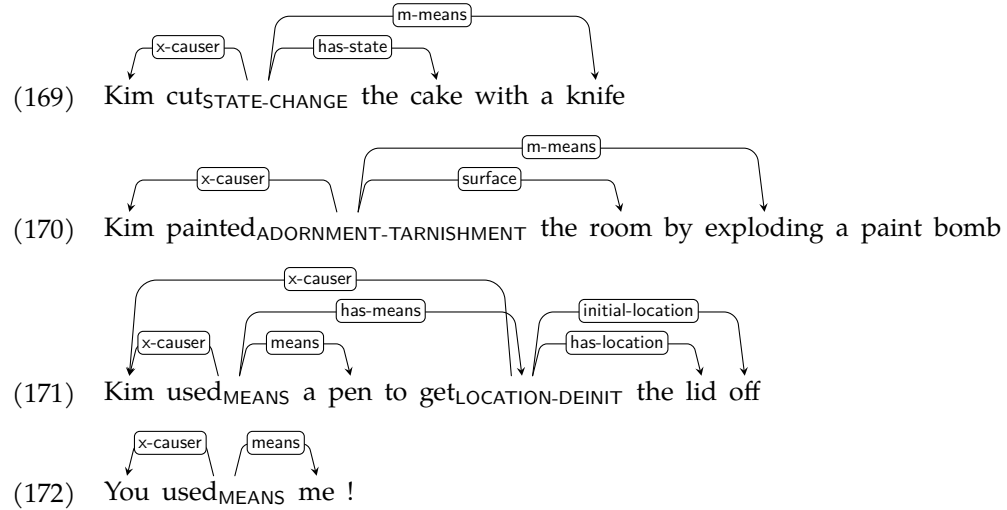 m-means
x-causer has-state
(169) Kim cutSTATE-CHANGE the cake with a knife
m-means
x-causer surface
(170) Kim paintedADORNMENT-TARNISHMENT the room by exploding a paint bomb
x-causer
has-means initial-location
x-causer means has-location
(171) Kim usedMEANS a pen to getLOCATION-DEINIT the lid off
x-causer means
(172) You usedMEANS me !